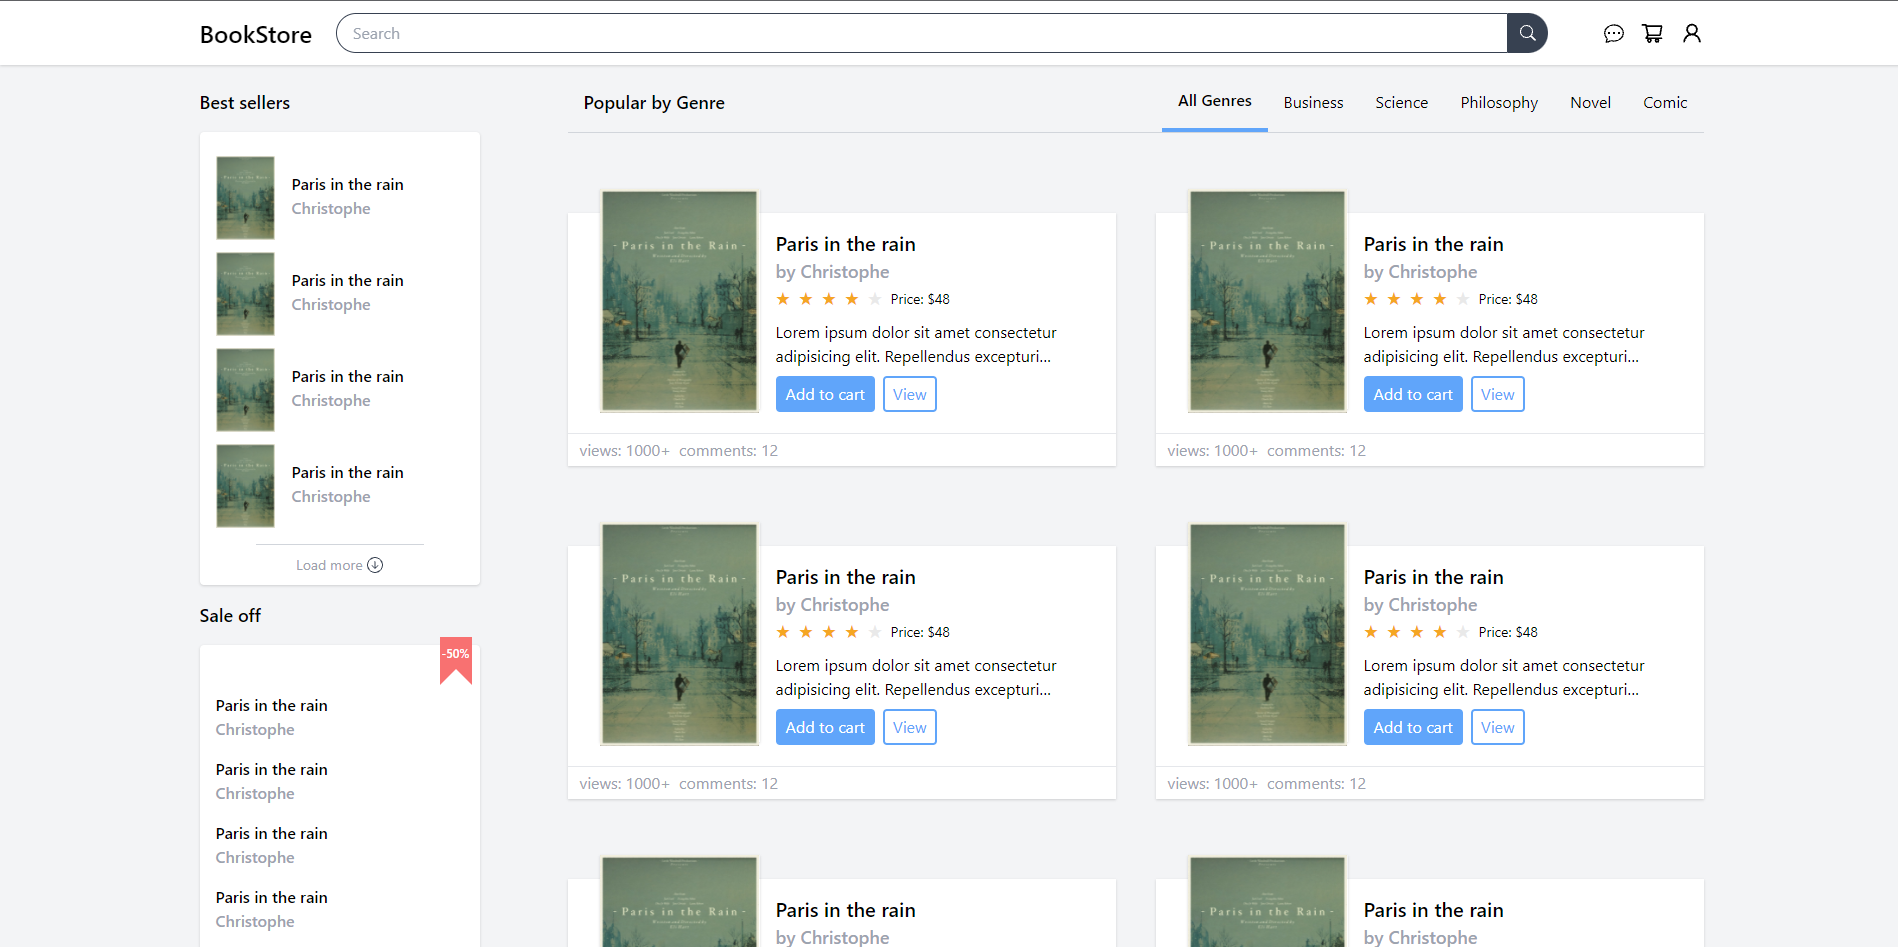 BookStore
Search
Best sellers
Paris in the rain
Christophe
Paris in the rain
Christophe
Paris in the rain
Christophe
Paris in the rain
Christophe
Load more
Sale off
-50%
Paris in the rain
Christophe
Paris in the rain
Christophe
Paris in the rain
Christophe
Paris in the rain
Christophe
Popular by Genre
All Genres Business Science Philosophy Novel Comic
- Paris in the Rain -
Paris in the rain
by Christophe
Price: $48
Lorem ipsum dolor sit amet consectetur
adipisicing elit. Repellendus excepturi...
Add to cart View
views: 1000+ comments: 12
- Paris in the Rain -
Paris in the rain
by Christophe
Price: $48
Lorem ipsum dolor sit amet consectetur
adipisicing elit. Repellendus excepturi...
Add to cart View
views: 1000+ comments: 12
- Paris in the Rain -
Paris in the rain
by Christophe
Price: $48
Lorem ipsum dolor sit amet consectetur
adipisicing elit. Repellendus excepturi...
Add to cart View
views: 1000+ comments: 12
- Paris in the Rain -
Paris in the rain
by Christophe
Price: $48
Lorem ipsum dolor sit amet consectetur
adipisicing elit. Repellendus excepturi...
Add to cart View
views: 1000+ comments: 12
- Paris in the Rain -
Paris in the rain
by Christophe
- Paris in the Rain -
Paris in the rain
by Christophe